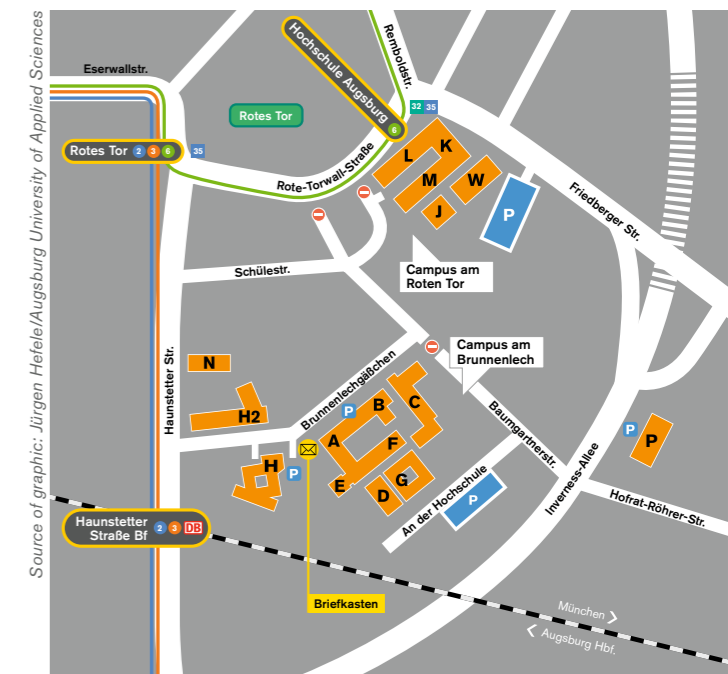 Source of graphic: Jürgen Hefele/Augsburg University of Applied Sciences
Eserwallstr.
Remboldstr.
Hochschule Augsburg 6
32 35
Rotes Tor
Rotes Tor 2 3 6
35
Rote-Torwall-Straße
L
K
M
W
J
P
Friedberger Str.
Schülestr.
Campus am
Roten Tor
Campus am
Brunnenlech
Haunstetter Str.
N
H2
Brunnenlechgäßchen
P
B
C
A
F
E
D
G
H
P
Baumgartnerstr.
An der Hochschule
P
Inverness-Allee
P
P
Hofrat-Röhrer-Str.
Haunstetter
Straße Bf 2 3 DB
Briefkasten
München >
< Augsburg Hbf.